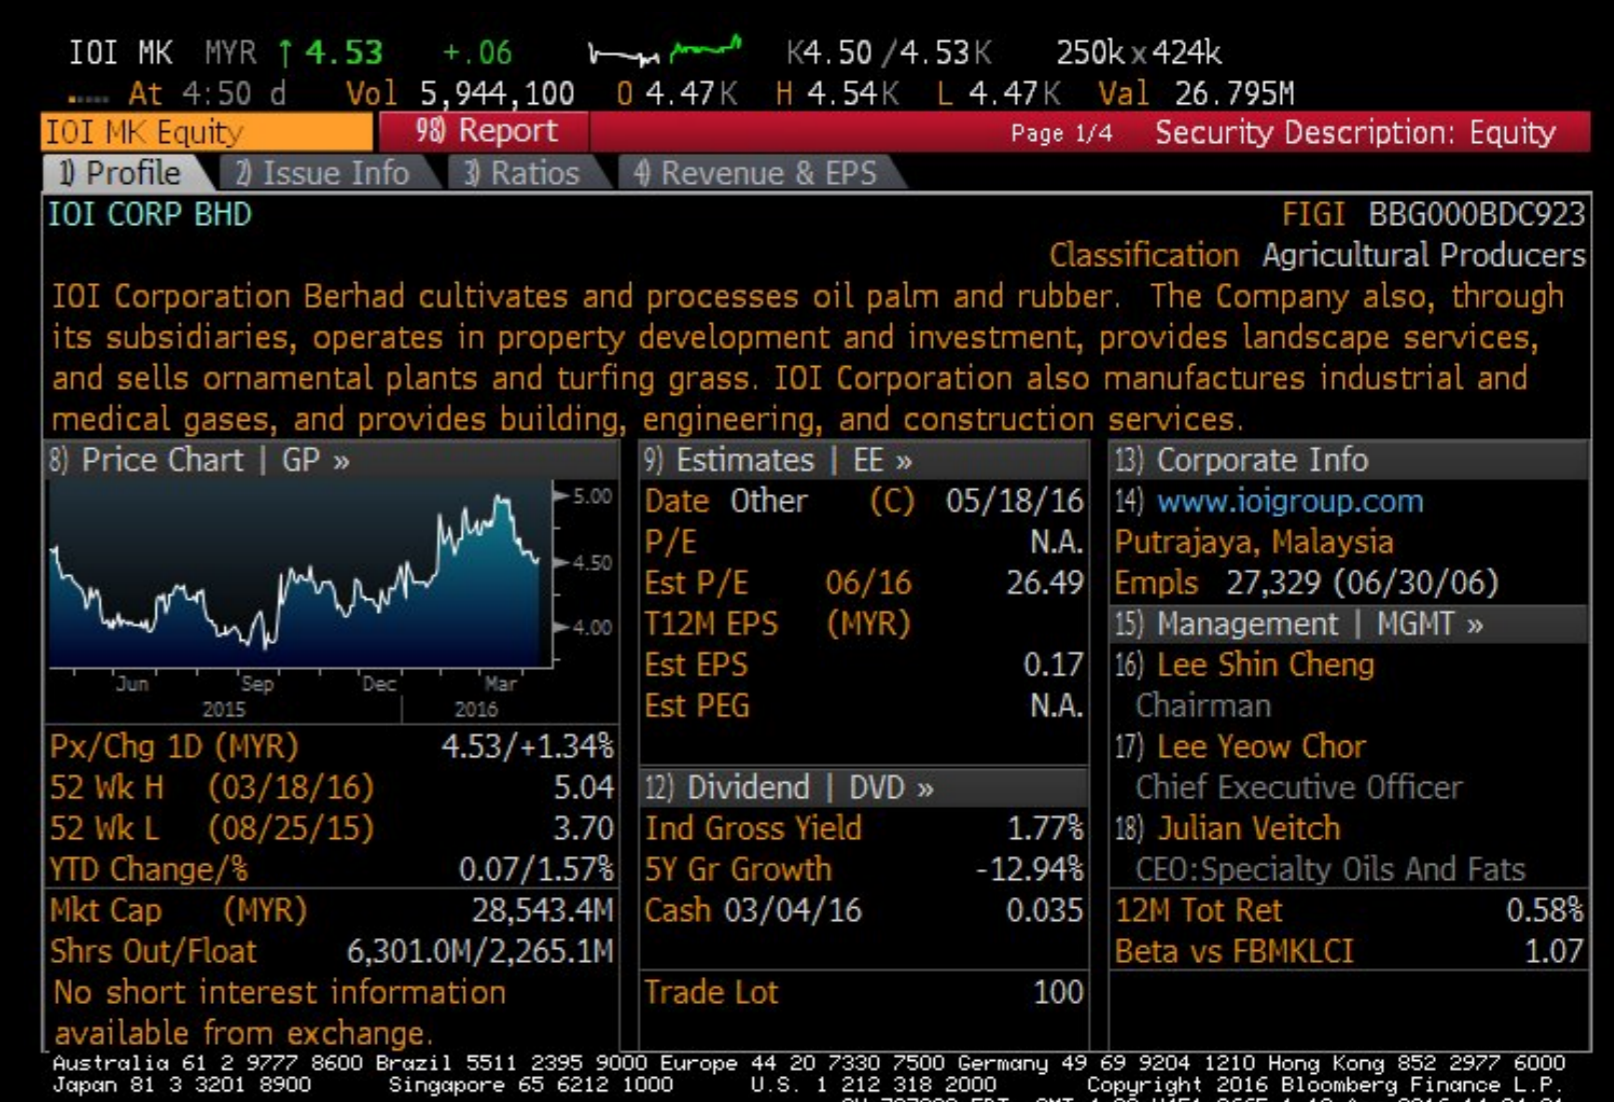 IOI MK MYR ↑ 4.53 +.06 K4.50 /4.53K 250k x 424k
At 4:50 d Vol 5,944,100 O 4.47K H 4.54K L 4.47K Val 26.795M
IOI MK Equity 98) Report Page 1/4 Security Description: Equity
1) Profile 2) Issue Info 3) Ratios 4) Revenue & EPS
IOI CORP BHD FIGI BBG000BDC923
Classification Agricultural Producers
IOI Corporation Berhad cultivates and processes oil palm and rubber. The Company also, through
its subsidiaries, operates in property development and investment, provides landscape services,
and sells ornamental plants and turfing grass. IOI Corporation also manufactures industrial and
medical gases, and provides building, engineering, and construction services.
8) Price Chart | GP »
5.00
4.50
4.00
Jun Sep Dec Mar
2015 2016
Px/Chg 1D (MYR) 4.53/+1.34%
52 Wk H (03/18/16) 5.04
52 Wk L (08/25/15) 3.70
YTD Change/% 0.07/1.57%
Mkt Cap (MYR) 28,543.4M
Shrs Out/Float 6,301.0M/2,265.1M
No short interest information
available from exchange.
9) Estimates | EE »
Date Other (C) 05/18/16
P/E N.A.
Est P/E 06/16 26.49
T12M EPS (MYR)
Est EPS 0.17
Est PEG N.A.
12) Dividend | DVD »
Ind Gross Yield 1.77%
5Y Gr Growth -12.94%
Cash 03/04/16 0.035
Trade Lot 100
13) Corporate Info
14) www.ioigroup.com
Putrajaya, Malaysia
Empls 27,329 (06/30/06)
15) Management | MGMT »
16) Lee Shin Cheng
Chairman
17) Lee Yeow Chor
Chief Executive Officer
18) Julian Veitch
CEO:Specialty Oils And Fats
12M Tot Ret 0.58%
Beta vs FBMKLCI 1.07
Australia 61 2 9777 8600 Brazil 5511 2395 9000 Europe 44 20 7330 7500 Germany 49 69 9204 1210 Hong Kong 852 2977 6000
Japan 81 3 3201 8900 Singapore 65 6212 1000 U.S. 1 212 318 2000 Copyright 2016 Bloomberg Finance L.P.